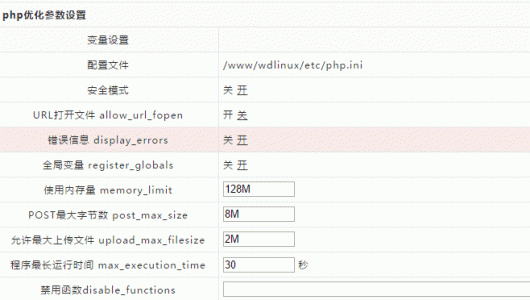 php优化参数设置
变量设置
配置文件 /www/wdlinux/etc/php.ini
安全模式 关 开
URL打开文件 allow_url_fopen 开 关
错误信息 display_errors 关 开
全局变量 register_globals 关 开
使用内存量 memory_limit 128M
POST最大字节数 post_max_size 8M
允许最大上传文件 upload_max_filesize 2M
程序最长运行时间 max_execution_time 30 秒
禁用函数disable_functions